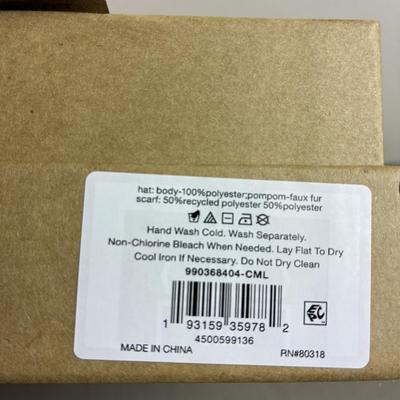 hat: body-100%polyester;pompom-faux fur
scarf: 50%recycled polyester 50%polyester
Hand Wash Cold. Wash Separately.
Non-Chlorine Bleach When Needed. Lay Flat To Dry
Cool Iron If Necessary. Do Not Dry Clean
990368404-CML
1 93159 35978 2
4500599136
EPC
MADE IN CHINA RN#80318